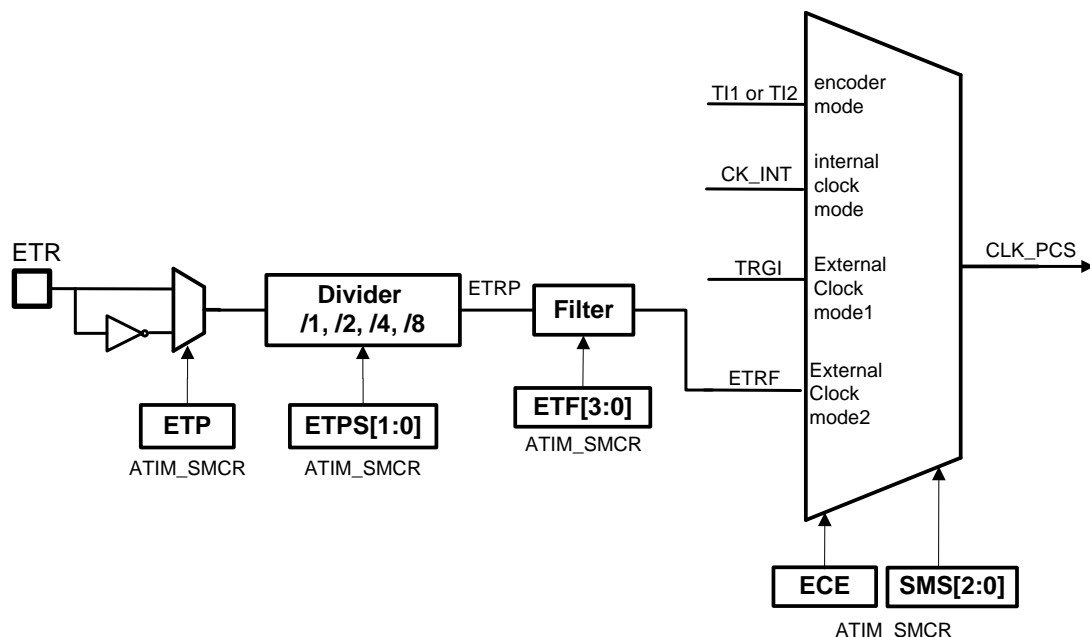 ETR
ETP
ATIM_SMCR
Divider
/1, /2, /4, /8
ETPS[1:0]
ATIM_SMCR
ETRP
Filter
ETF[3:0]
ATIM_SMCR
TI1 or TI2
encoder
mode
CK_INT
internal
clock
mode
TRGI
External
Clock
mode1
ETRF
External
Clock
mode2
CLK_PCS
ECE
SMS[2:0]
ATIM_SMCR